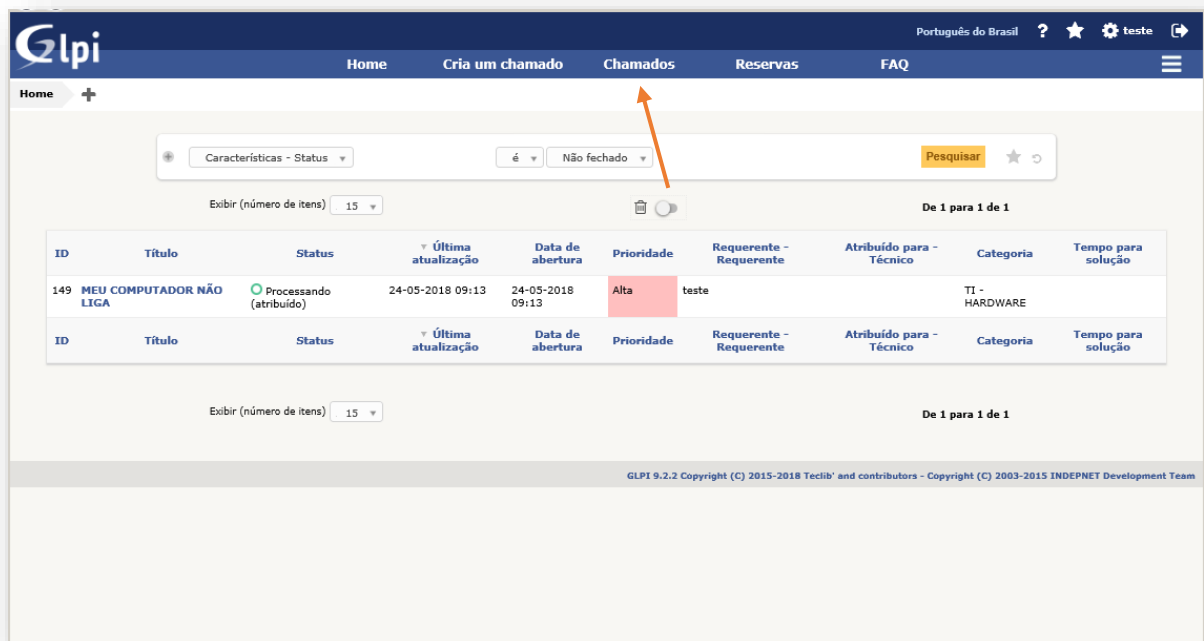 Glpi
Português do Brasil ? teste
Home Cria um chamado Chamados Reservas FAQ
Home
Características - Status é Não fechado Pesquisar
Exibir (número de itens) 15 De 1 para 1 de 1
ID Título Status Última atualização Data de abertura Prioridade Requerente - Requerente Atribuído para - Técnico Categoria Tempo para solução
149 MEU COMPUTADOR NÃO LIGA Processando (atribuído) 24-05-2018 09:13 24-05-2018 09:13 Alta teste TI - HARDWARE
ID Título Status Última atualização Data de abertura Prioridade Requerente - Requerente Atribuído para - Técnico Categoria Tempo para solução
Exibir (número de itens) 15 De 1 para 1 de 1
GLPI 9.2.2 Copyright (C) 2015-2018 Teclib' and contributors - Copyright (C) 2003-2015 INDEPNET Development Team